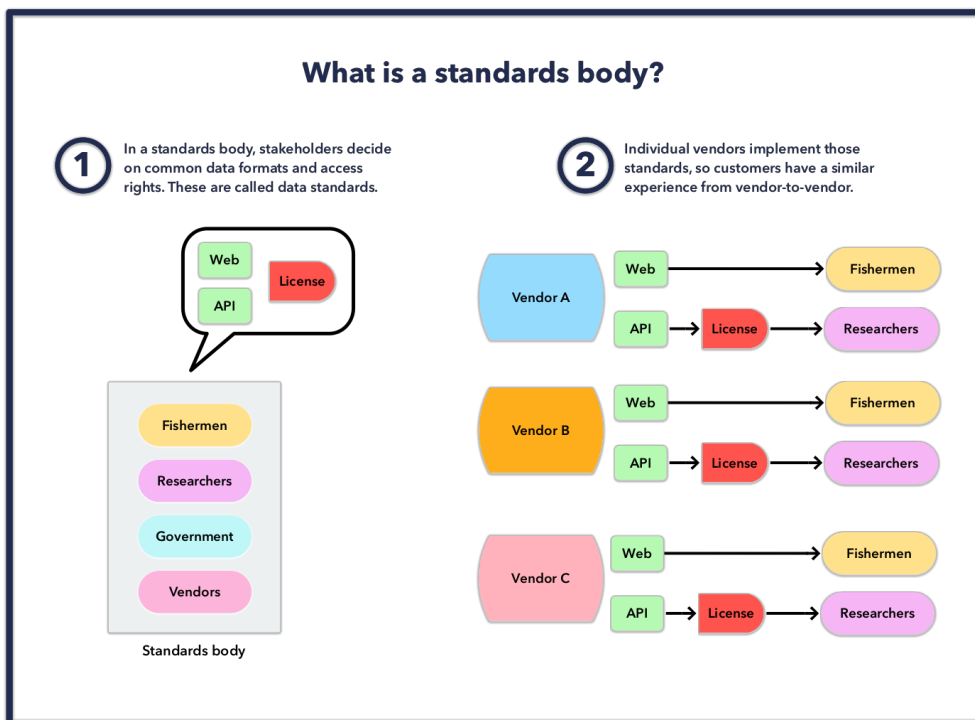 What is a standards body?
1
In a standards body, stakeholders decide
on common data formats and access
rights. These are called data standards.
Web
License
API
Fishermen
Researchers
Government
Vendors
Standards body
2
Individual vendors implement those
standards, so customers have a similar
experience from vendor-to-vendor.
Vendor A
Web
Fishermen
API
License
Researchers
Vendor B
Web
Fishermen
API
License
Researchers
Vendor C
Web
Fishermen
API
License
Researchers